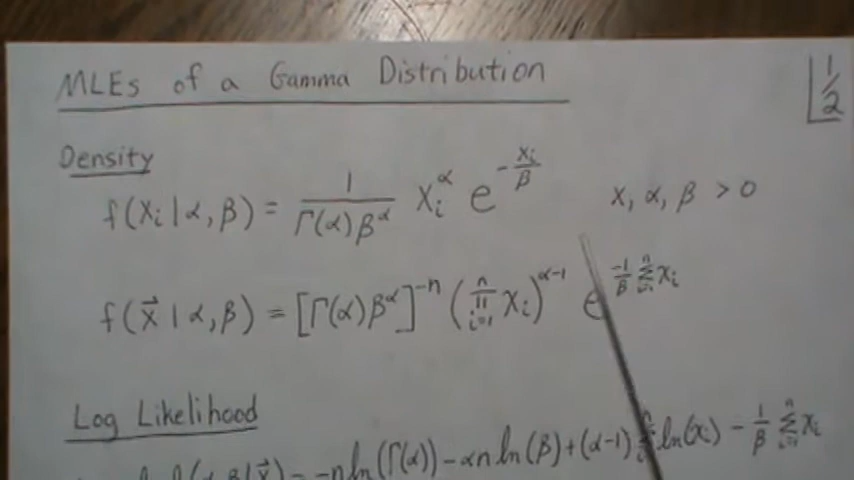 MLEs of a Gamma Distribution
1/2
Density
f(xᵢ|α,β) = 1/(Γ(α)β^α) xᵢ^α e^(-xᵢ/β) x, α, β > 0
f(x⃗|α,β) = [Γ(α)β^α]^(-n) (∏ᵢ₌₁ⁿ xᵢ)^(α-1) e^(-1/β ∑ᵢ₌₁ⁿ xᵢ)
Log Likelihood
(α,β|x⃗) = -n ln(Γ(α)) - αn ln(β) + (α-1) ∑ ln(xᵢ) - 1/β ∑ᵢ₌₁ⁿ xᵢ